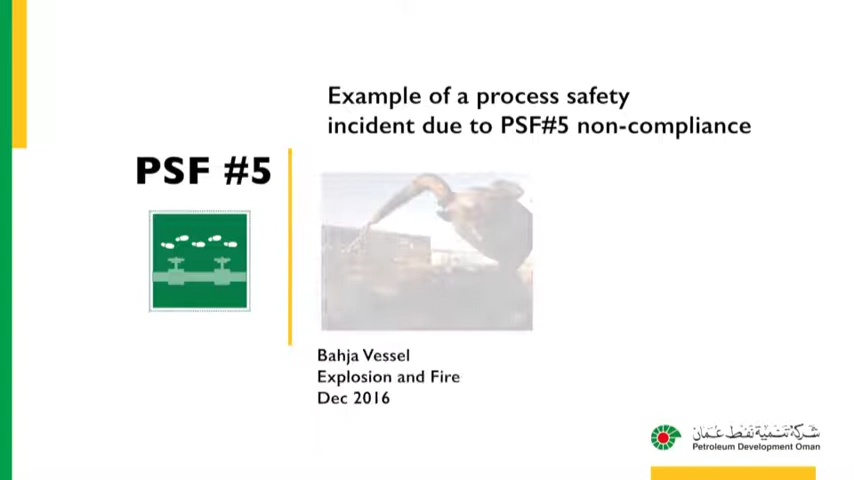 Example of a process safety
incident due to PSF#5 non-compliance
PSF #5
Bahja Vessel
Explosion and Fire
Dec 2016
شركة تنمية نفط عمان
Petroleum Development Oman